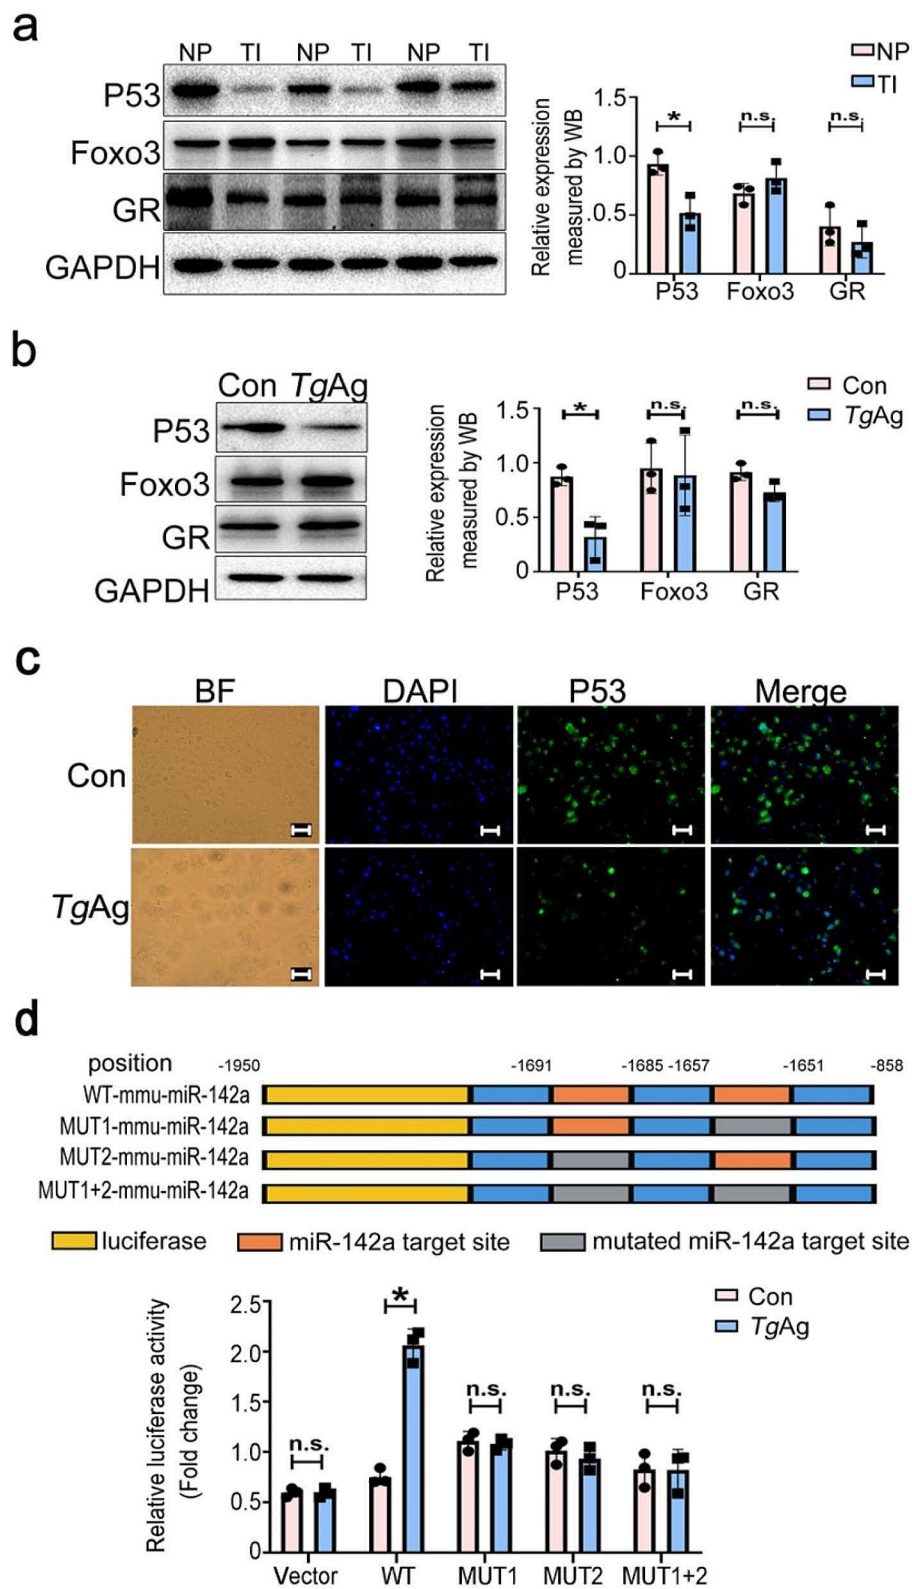 a
NP TI NP TI NP TI
P53
Foxo3
GR
GAPDH
NP
TI
Relative expression
measured by WB
1.5
1.0
.0.5
0
* n.s. n.s.
P53 Foxo3 GR
b
Con TgAg
P53
Foxo3
GR
GAPDH
Con
TgAg
Relative expression
measured by WB
1.5
1.0
0.5
0
* n.s. n.s.
P53 Foxo3 GR
c
BF DAPI P53 Merge
Con
TgAg
d
position -1950 -1691 -1685 -1657 -1651 -858
WT-mmu-miR-142a
MUT1-mmu-miR-142a
MUT2-mmu-miR-142a
MUT1+2-mmu-miR-142a
luciferase miR-142a target site mutated miR-142a target site
Con
TgAg
Relative luciferase activity
(Fold change)
2.5
2.0
1.5
1.0
0.5
0
n.s. * n.s. n.s. n.s.
Vector WT MUT1 MUT2 MUT1+2